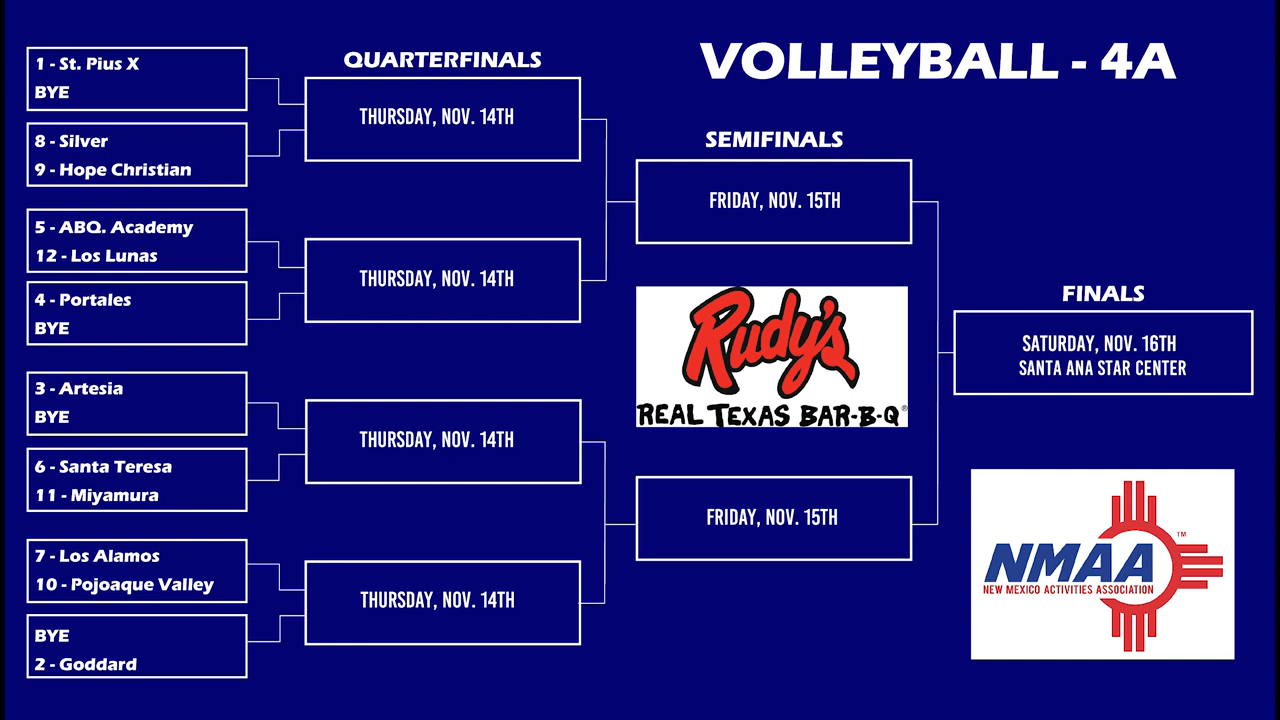 VOLLEYBALL - 4A
QUARTERFINALS
SEMIFINALS
FINALS
1 - St. Pius X
BYE
8 - Silver
9 - Hope Christian
5 - ABQ. Academy
12 - Los Lunas
4 - Portales
BYE
3 - Artesia
BYE
6 - Santa Teresa
11 - Miyamura
7 - Los Alamos
10 - Pojoaque Valley
BYE
2 - Goddard
THURSDAY, NOV. 14TH
THURSDAY, NOV. 14TH
THURSDAY, NOV. 14TH
THURSDAY, NOV. 14TH
FRIDAY, NOV. 15TH
FRIDAY, NOV. 15TH
SATURDAY, NOV. 16TH
SANTA ANA STAR CENTER
Rudy's
REAL TEXAS BAR-B-Q®
NMAA™
NEW MEXICO ACTIVITIES ASSOCIATION